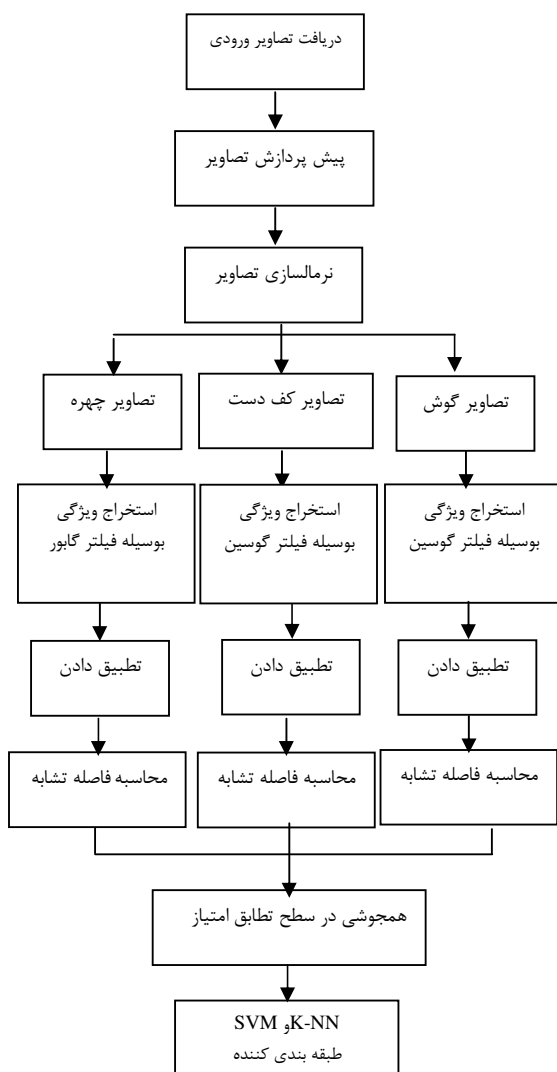 دریافت تصاویر ورودی
پیش پردازش تصاویر
نرمالسازی تصاویر
تصاویر گوش
تصاویر کف دست
تصاویر چهره
استخراج ویژگی
بوسیله فیلتر گوسین
استخراج ویژگی
بوسیله فیلتر گوسین
استخراج ویژگی
بوسیله فیلتر گابور
تطبیق دادن
تطبیق دادن
تطبیق دادن
محاسبه فاصله تشابه
محاسبه فاصله تشابه
محاسبه فاصله تشابه
همجوشی در سطح تطابق امتیاز
K-NNو SVM
طبقه بندی کننده